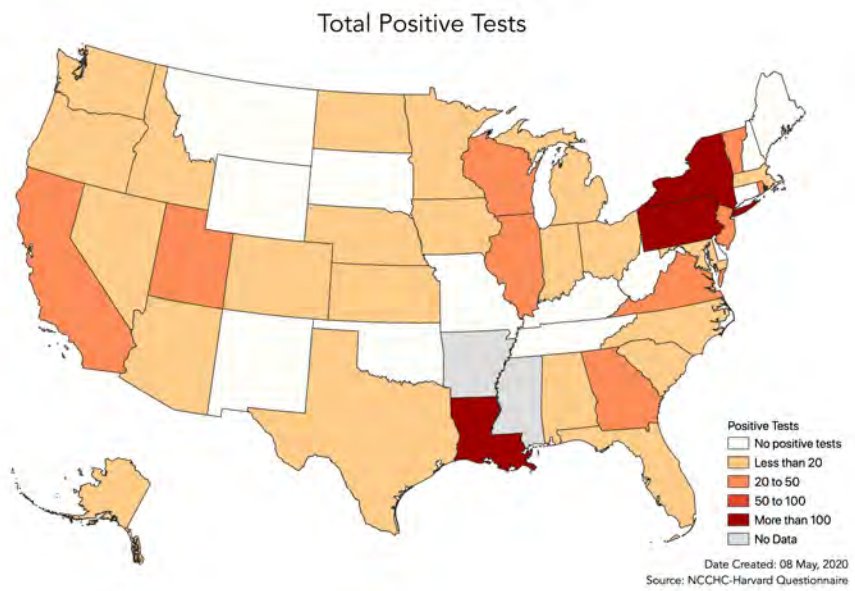 Total Positive Tests
Positive Tests
No positive tests
Less than 20
20 to 50
50 to 100
More than 100
No Data
Date Created: 08 May, 2020
Source: NCCHC-Harvard Questionnaire